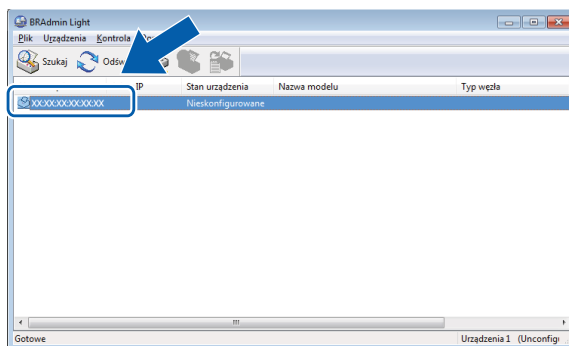 BRAdmin Light
Plik Urządzenia Kontrola
Szukaj
IP Stan urządzenia Nazwa modelu Typ węzła
XX:XX:XX:XX:XX:XX Nieskonfigurowane
Gotowe Urządzenia 1 (Unconfig